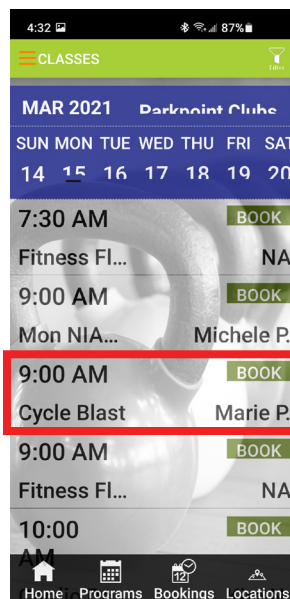 4:32 87%
CLASSES
Filter
MAR 2021 Parkpoint Clubs
SUN MON TUE WED THU FRI SAT
14 15 16 17 18 19 20
7:30 AM BOOK
Fitness Fl... NA
9:00 AM BOOK
Mon NIA... Michele P.
9:00 AM BOOK
Cycle Blast Marie P.
9:00 AM BOOK
Fitness Fl... NA
10:00 BOOK
AM
12
Home Programs Bookings Locations